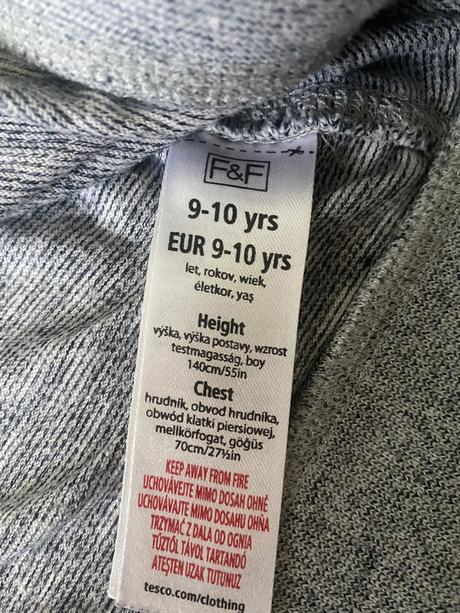 F&F
9-10 yrs
EUR 9-10 yrs
let, rokov, wiek,
életkor, yaş
Height
výška, výška postavy, wzrost
testmagasság, boy
140cm/55in
Chest
hrudník, obvod hrudníka,
obwód klatki piersiowej,
mellkörfogat, göğüs
70cm/27½in
KEEP AWAY FROM FIRE
UCHOVÁVEJTE MIMO DOSAH OHNĚ
UCHOVÁVAJTE MIMO DOSAHU OHŇA
TRZYMAĆ Z DALA OD OGNIA
TŰZTŐL TÁVOL TARTANDÓ
ATEŞTEN UZAK TUTUNUZ
tesco.com/clothing